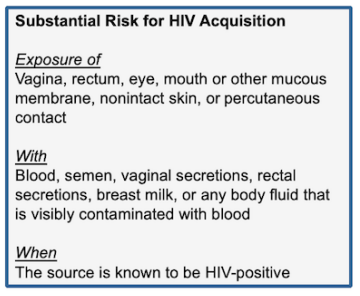 Substantial Risk for HIV Acquisition
Exposure of
Vagina, rectum, eye, mouth or other mucous
membrane, nonintact skin, or percutaneous
contact
With
Blood, semen, vaginal secretions, rectal
secretions, breast milk, or any body fluid that
is visibly contaminated with blood
When
The source is known to be HIV-positive